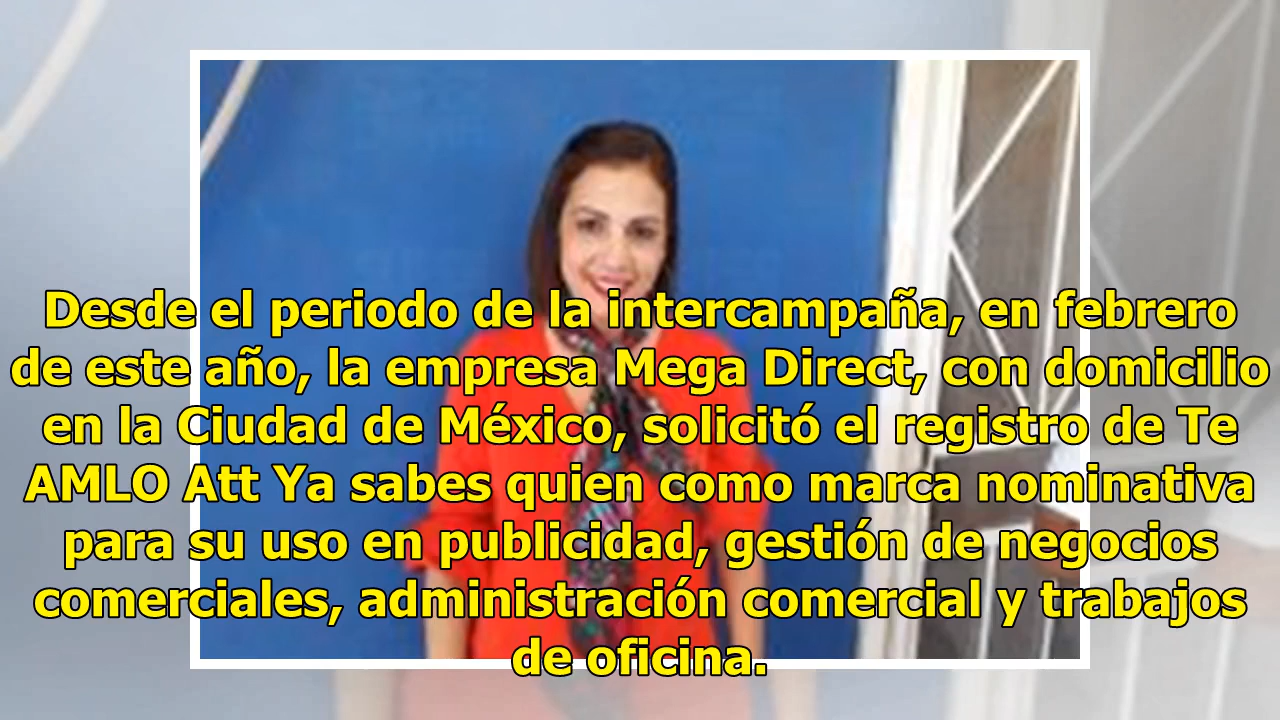 Desde el periodo de la intercampaña, en febrero
de este año, la empresa Mega Direct, con domicilio
en la Ciudad de México, solicitó el registro de Te
AMLO Att Ya sabes quien como marca nominativa
para su uso en publicidad, gestión de negocios
comerciales, administración comercial y trabajos
de oficina.